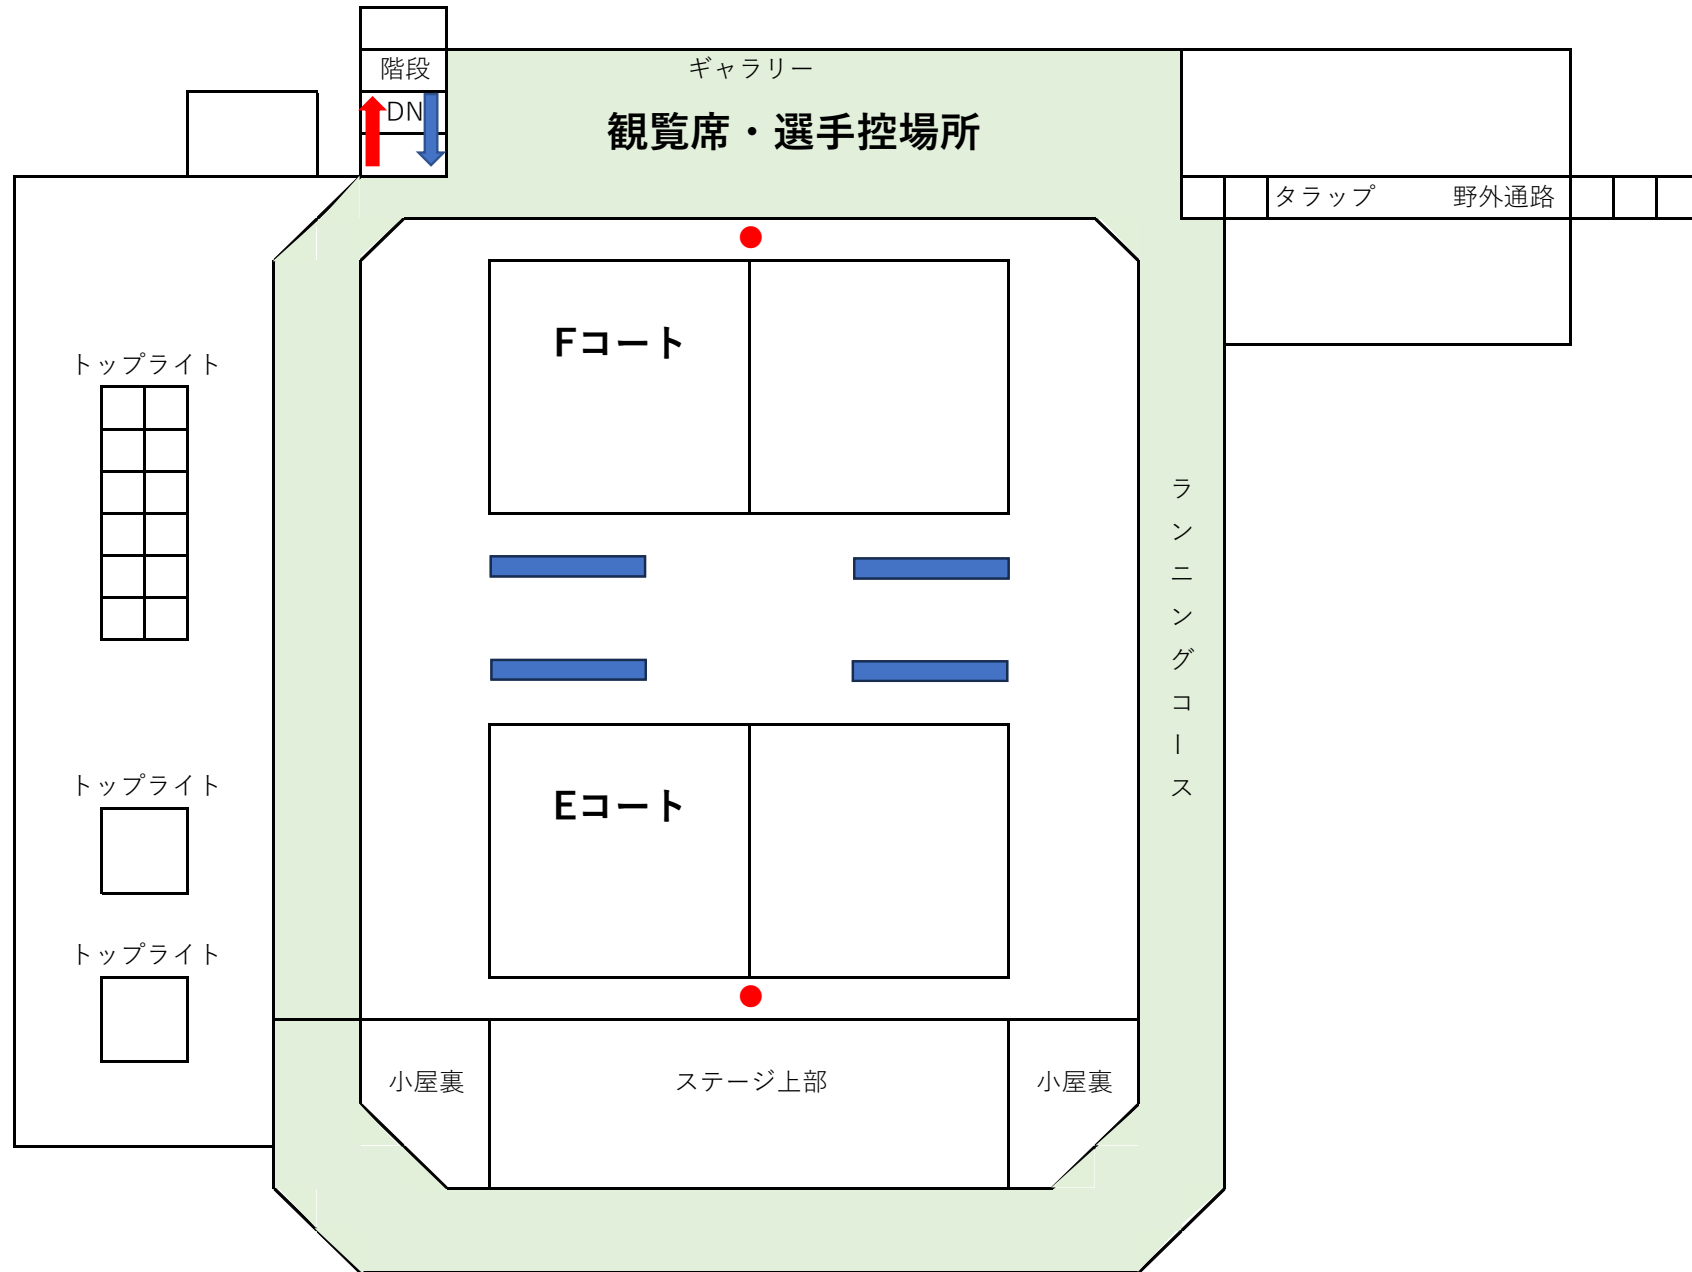 階段
ギャラリー
DN
観覧席・選手控場所
タラップ
野外通路
Fコート
トップライト
ランニングコース
トップライト
Eコート
トップライト
小屋裏
ステージ上部
小屋裏